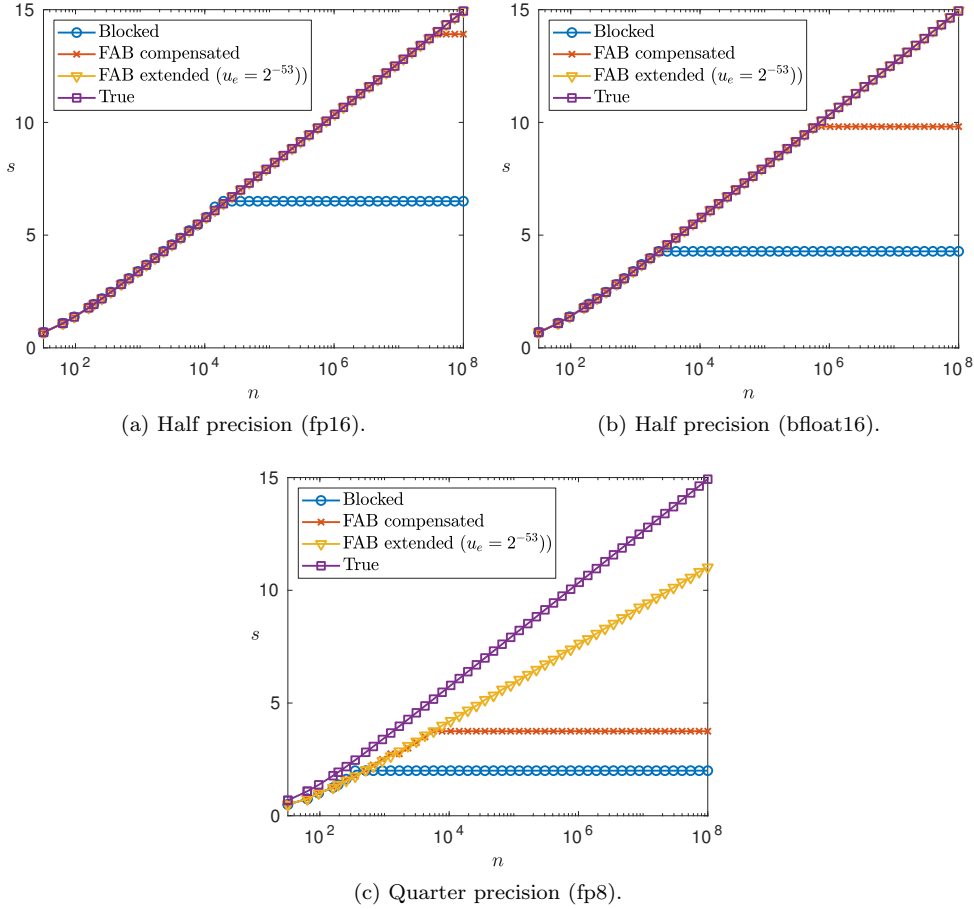 15
10
5
0
s
Blocked
FAB compensated
FAB extended (u_e = 2^{-53}))
True
10^2
10^4
10^6
10^8
n
(a) Half precision (fp16).
15
10
5
0
s
Blocked
FAB compensated
FAB extended (u_e = 2^{-53}))
True
10^2
10^4
10^6
10^8
n
(b) Half precision (bfloat16).
15
10
5
0
s
Blocked
FAB compensated
FAB extended (u_e = 2^{-53}))
True
10^2
10^4
10^6
10^8
n
(c) Quarter precision (fp8).